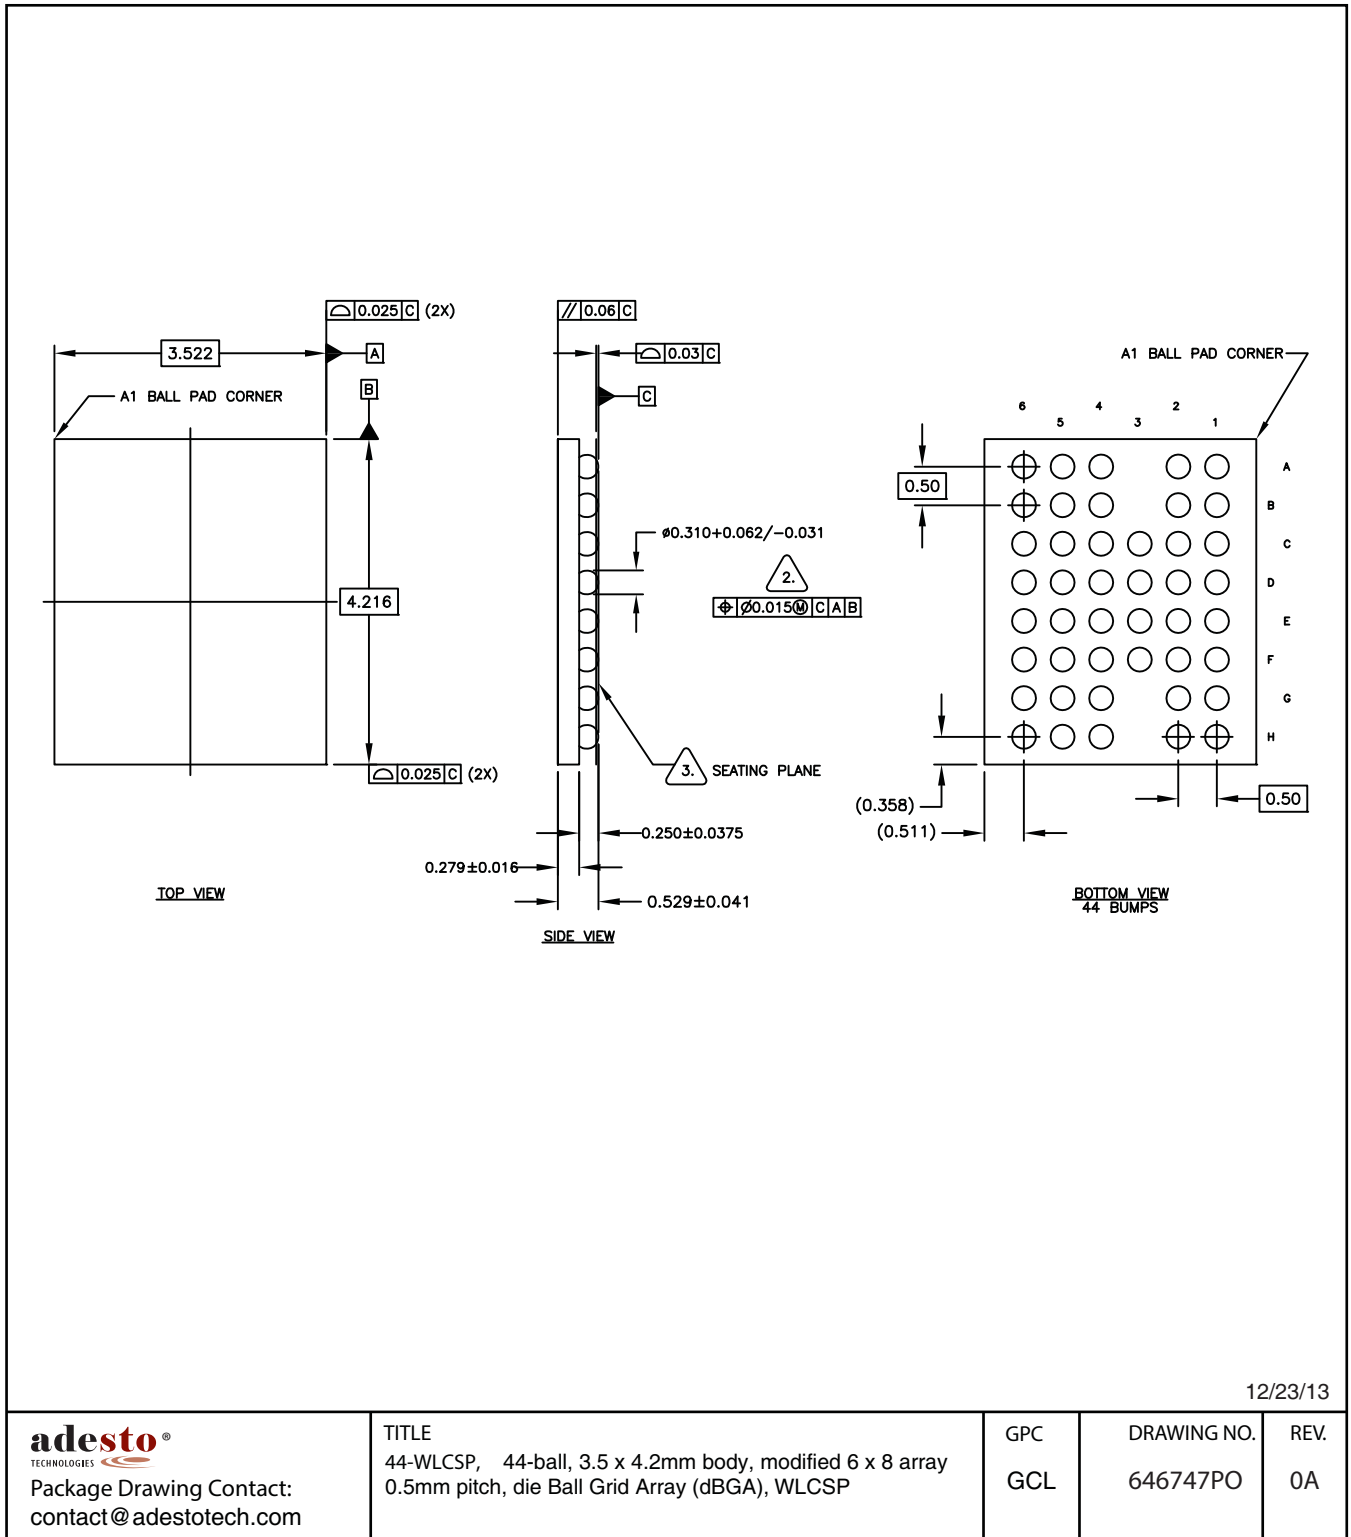 ⌓ 0.025 C (2X)
3.522
A
A1 BALL PAD CORNER
B
4.216
⌓ 0.025 C (2X)
TOP VIEW
// 0.06 C
⌓ 0.03 C
C
ø0.310+0.062/-0.031
2.
⌖ Ø0.015Ⓜ C A B
3. SEATING PLANE
0.250±0.0375
0.279±0.016
0.529±0.041
SIDE VIEW
A1 BALL PAD CORNER
6 4 2
5 3 1
0.50
A
B
C
D
E
F
G
H
(0.358)
(0.511)
0.50
BOTTOM VIEW
44 BUMPS
12/23/13
adesto®
TECHNOLOGIES
Package Drawing Contact:
contact@adestotech.com
TITLE
44-WLCSP, 44-ball, 3.5 x 4.2mm body, modified 6 x 8 array
0.5mm pitch, die Ball Grid Array (dBGA), WLCSP
GPC
GCL
DRAWING NO.
646747PO
REV.
0A